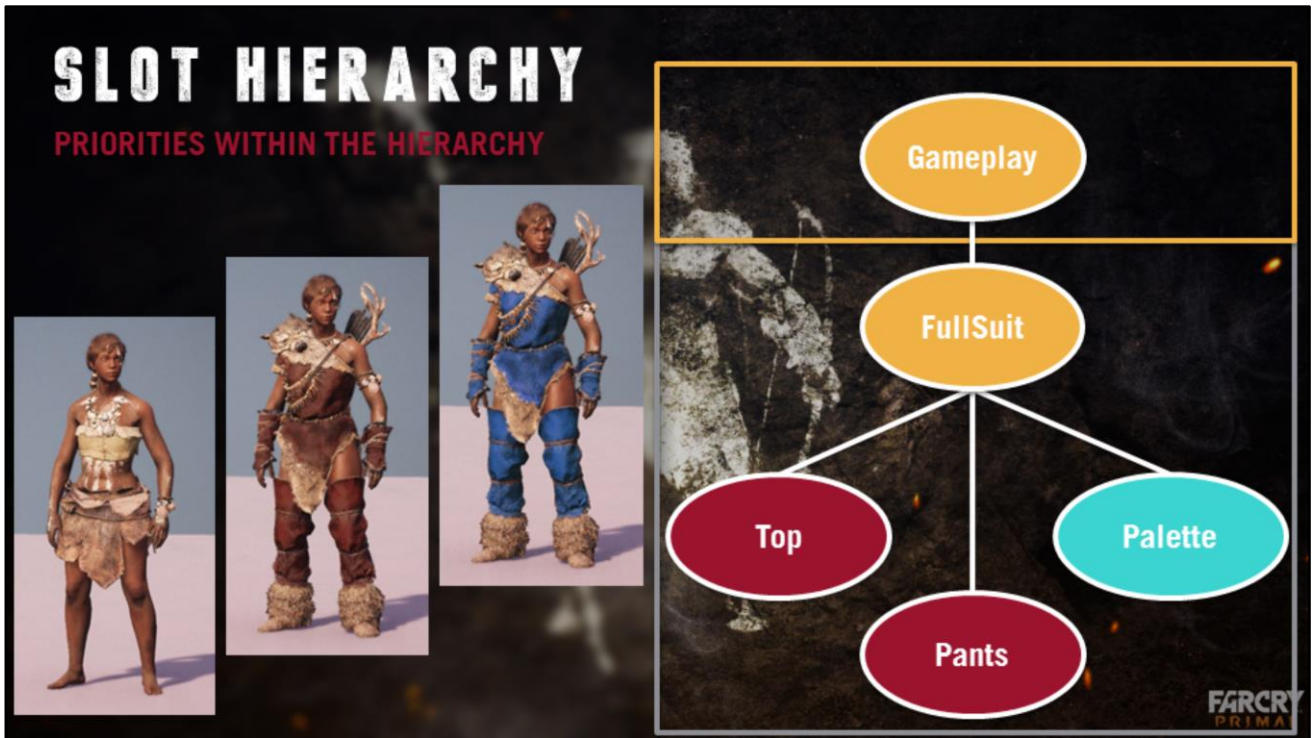 SLOT HIERARCHY
PRIORITIES WITHIN THE HIERARCHY
Gameplay
FullSuit
Top
Palette
Pants
FARCRY
PRIMAL